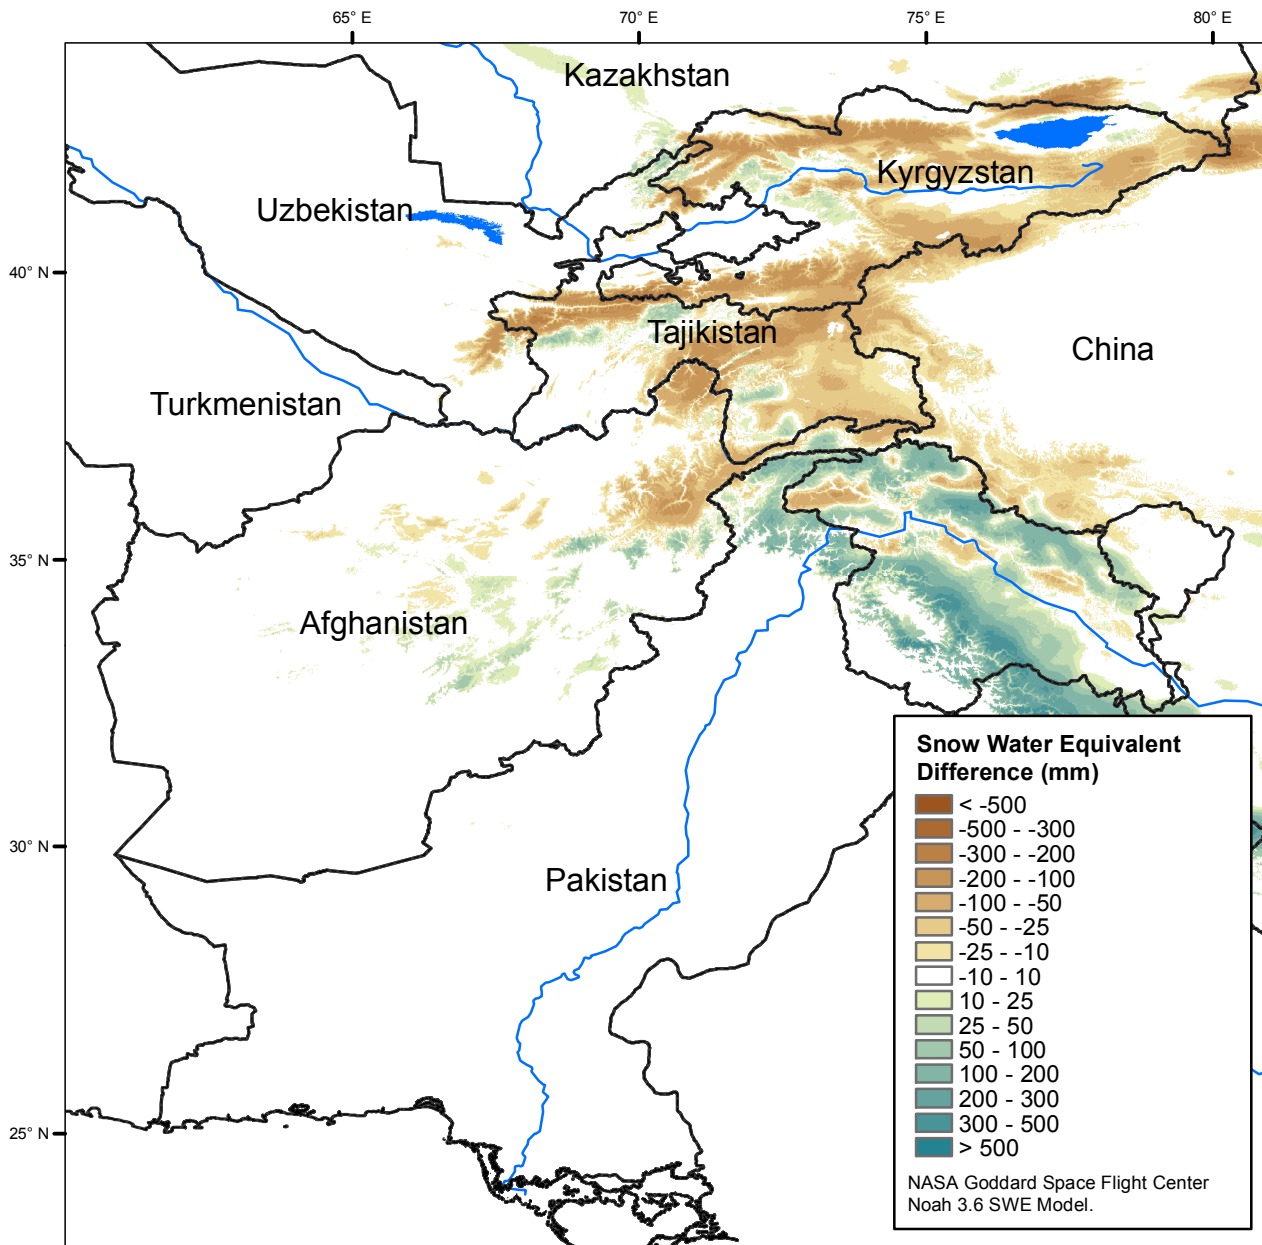 65° E
70° E
75° E
80° E
Kazakhstan
Kyrgyzstan
Uzbekistan
40° N
Tajikistan
China
Turkmenistan
35° N
Afghanistan
30° N
Pakistan
25° N
Snow Water Equivalent
Difference (mm)
< -500
-500 - -300
-300 - -200
-200 - -100
-100 - -50
-50 - -25
-25 - -10
-10 - 10
10 - 25
25 - 50
50 - 100
100 - 200
200 - 300
300 - 500
> 500
NASA Goddard Space Flight Center
Noah 3.6 SWE Model.